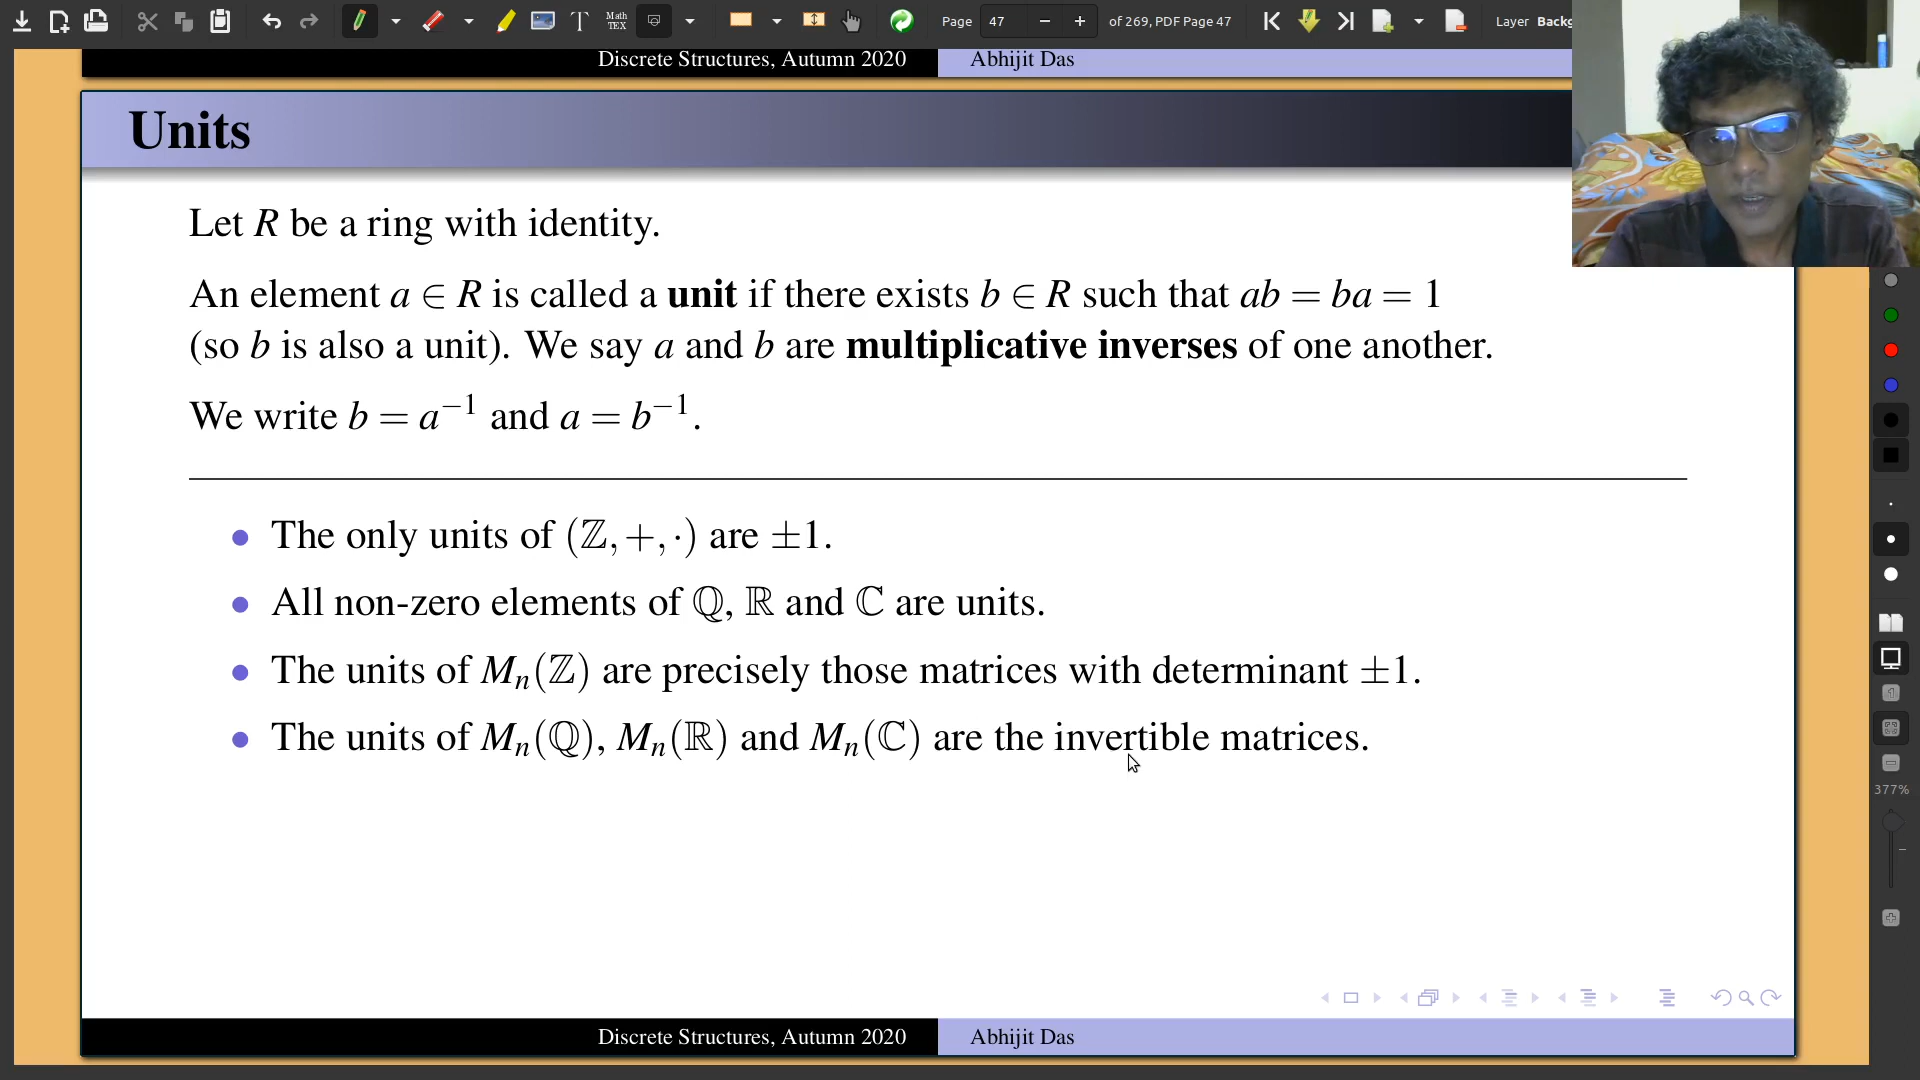 Page 47 of 269, PDF Page 47 Layer
Math
TEX
Discrete Structures, Autumn 2020 Abhijit Das
Units
Let R be a ring with identity.
An element a ∈ R is called a unit if there exists b ∈ R such that ab = ba = 1
(so b is also a unit). We say a and b are multiplicative inverses of one another.
We write b = a⁻¹ and a = b⁻¹.
• The only units of (ℤ, +, ·) are ±1.
• All non-zero elements of ℚ, ℝ and ℂ are units.
• The units of Mₙ(ℤ) are precisely those matrices with determinant ±1.
• The units of Mₙ(ℚ), Mₙ(ℝ) and Mₙ(ℂ) are the invertible matrices.
377%
Discrete Structures, Autumn 2020 Abhijit Das